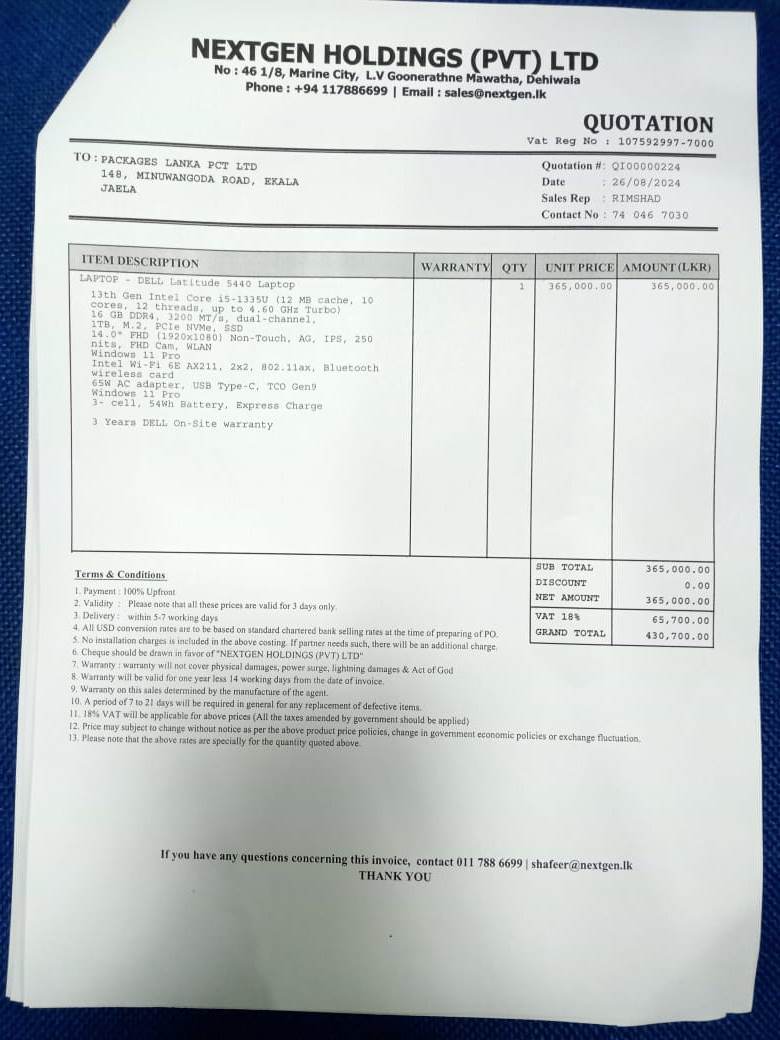 NEXTGEN HOLDINGS (PVT) LTD
No : 46 1/8, Marine City, L.V Goonerathne Mawatha, Dehiwala
Phone : +94 117886699 | Email : sales@nextgen.lk
QUOTATION
Vat Reg No : 107592997-7000
TO : PACKAGES LANKA PCT LTD
148, MINUWANGODA ROAD, EKALA
JAELA
Quotation #: QI00000224
Date : 26/08/2024
Sales Rep : RIMSHAD
Contact No : 74 046 7030
ITEM DESCRIPTION WARRANTY QTY UNIT PRICE AMOUNT (LKR)
LAPTOP - DELL Latitude 5440 Laptop 1 365,000.00 365,000.00
13th Gen Intel Core i5-1335U (12 MB cache, 10
cores, 12 threads, up to 4.60 GHz Turbo)
16 GB DDR4, 3200 MT/s, dual-channel,
1TB, M.2, PCIe NVMe, SSD
14.0" FHD (1920x1080) Non-Touch, AG, IPS, 250
nits, FHD Cam, WLAN
Windows 11 Pro
Intel Wi-Fi 6E AX211, 2x2, 802.11ax, Bluetooth
wireless card
65W AC adapter, USB Type-C, TCO Gen9
Windows 11 Pro
3- cell, 54Wh Battery, Express Charge
3 Years DELL On-Site warranty
SUB TOTAL 365,000.00
DISCOUNT 0.00
NET AMOUNT 365,000.00
VAT 18% 65,700.00
GRAND TOTAL 430,700.00
Terms & Conditions
1. Payment : 100% Upfront
2. Validity : Please note that all these prices are valid for 3 days only.
3. Delivery : within 5-7 working days
4. All USD conversion rates are to be based on standard chartered bank selling rates at the time of preparing of PO.
5. No installation charges is included in the above costing. If partner needs such, there will be an additional charge.
6. Cheque should be drawn in favor of "NEXTGEN HOLDINGS (PVT) LTD"
7. Warranty : warranty will not cover physical damages, power surge, lightning damages & Act of God
8. Warranty will be valid for one year less 14 working days from the date of invoice.
9. Warranty on this sales determined by the manufacture of the agent.
10. A period of 7 to 21 days will be required in general for any replacement of defective items.
11. 18% VAT will be applicable for above prices (All the taxes amended by government should be applied)
12. Price may subject to change without notice as per the above product price policies, change in government economic policies or exchange fluctuation.
13. Please note that the above rates are specially for the quantity quoted above.
If you have any questions concerning this invoice, contact 011 788 6699 | shafeer@nextgen.lk
THANK YOU